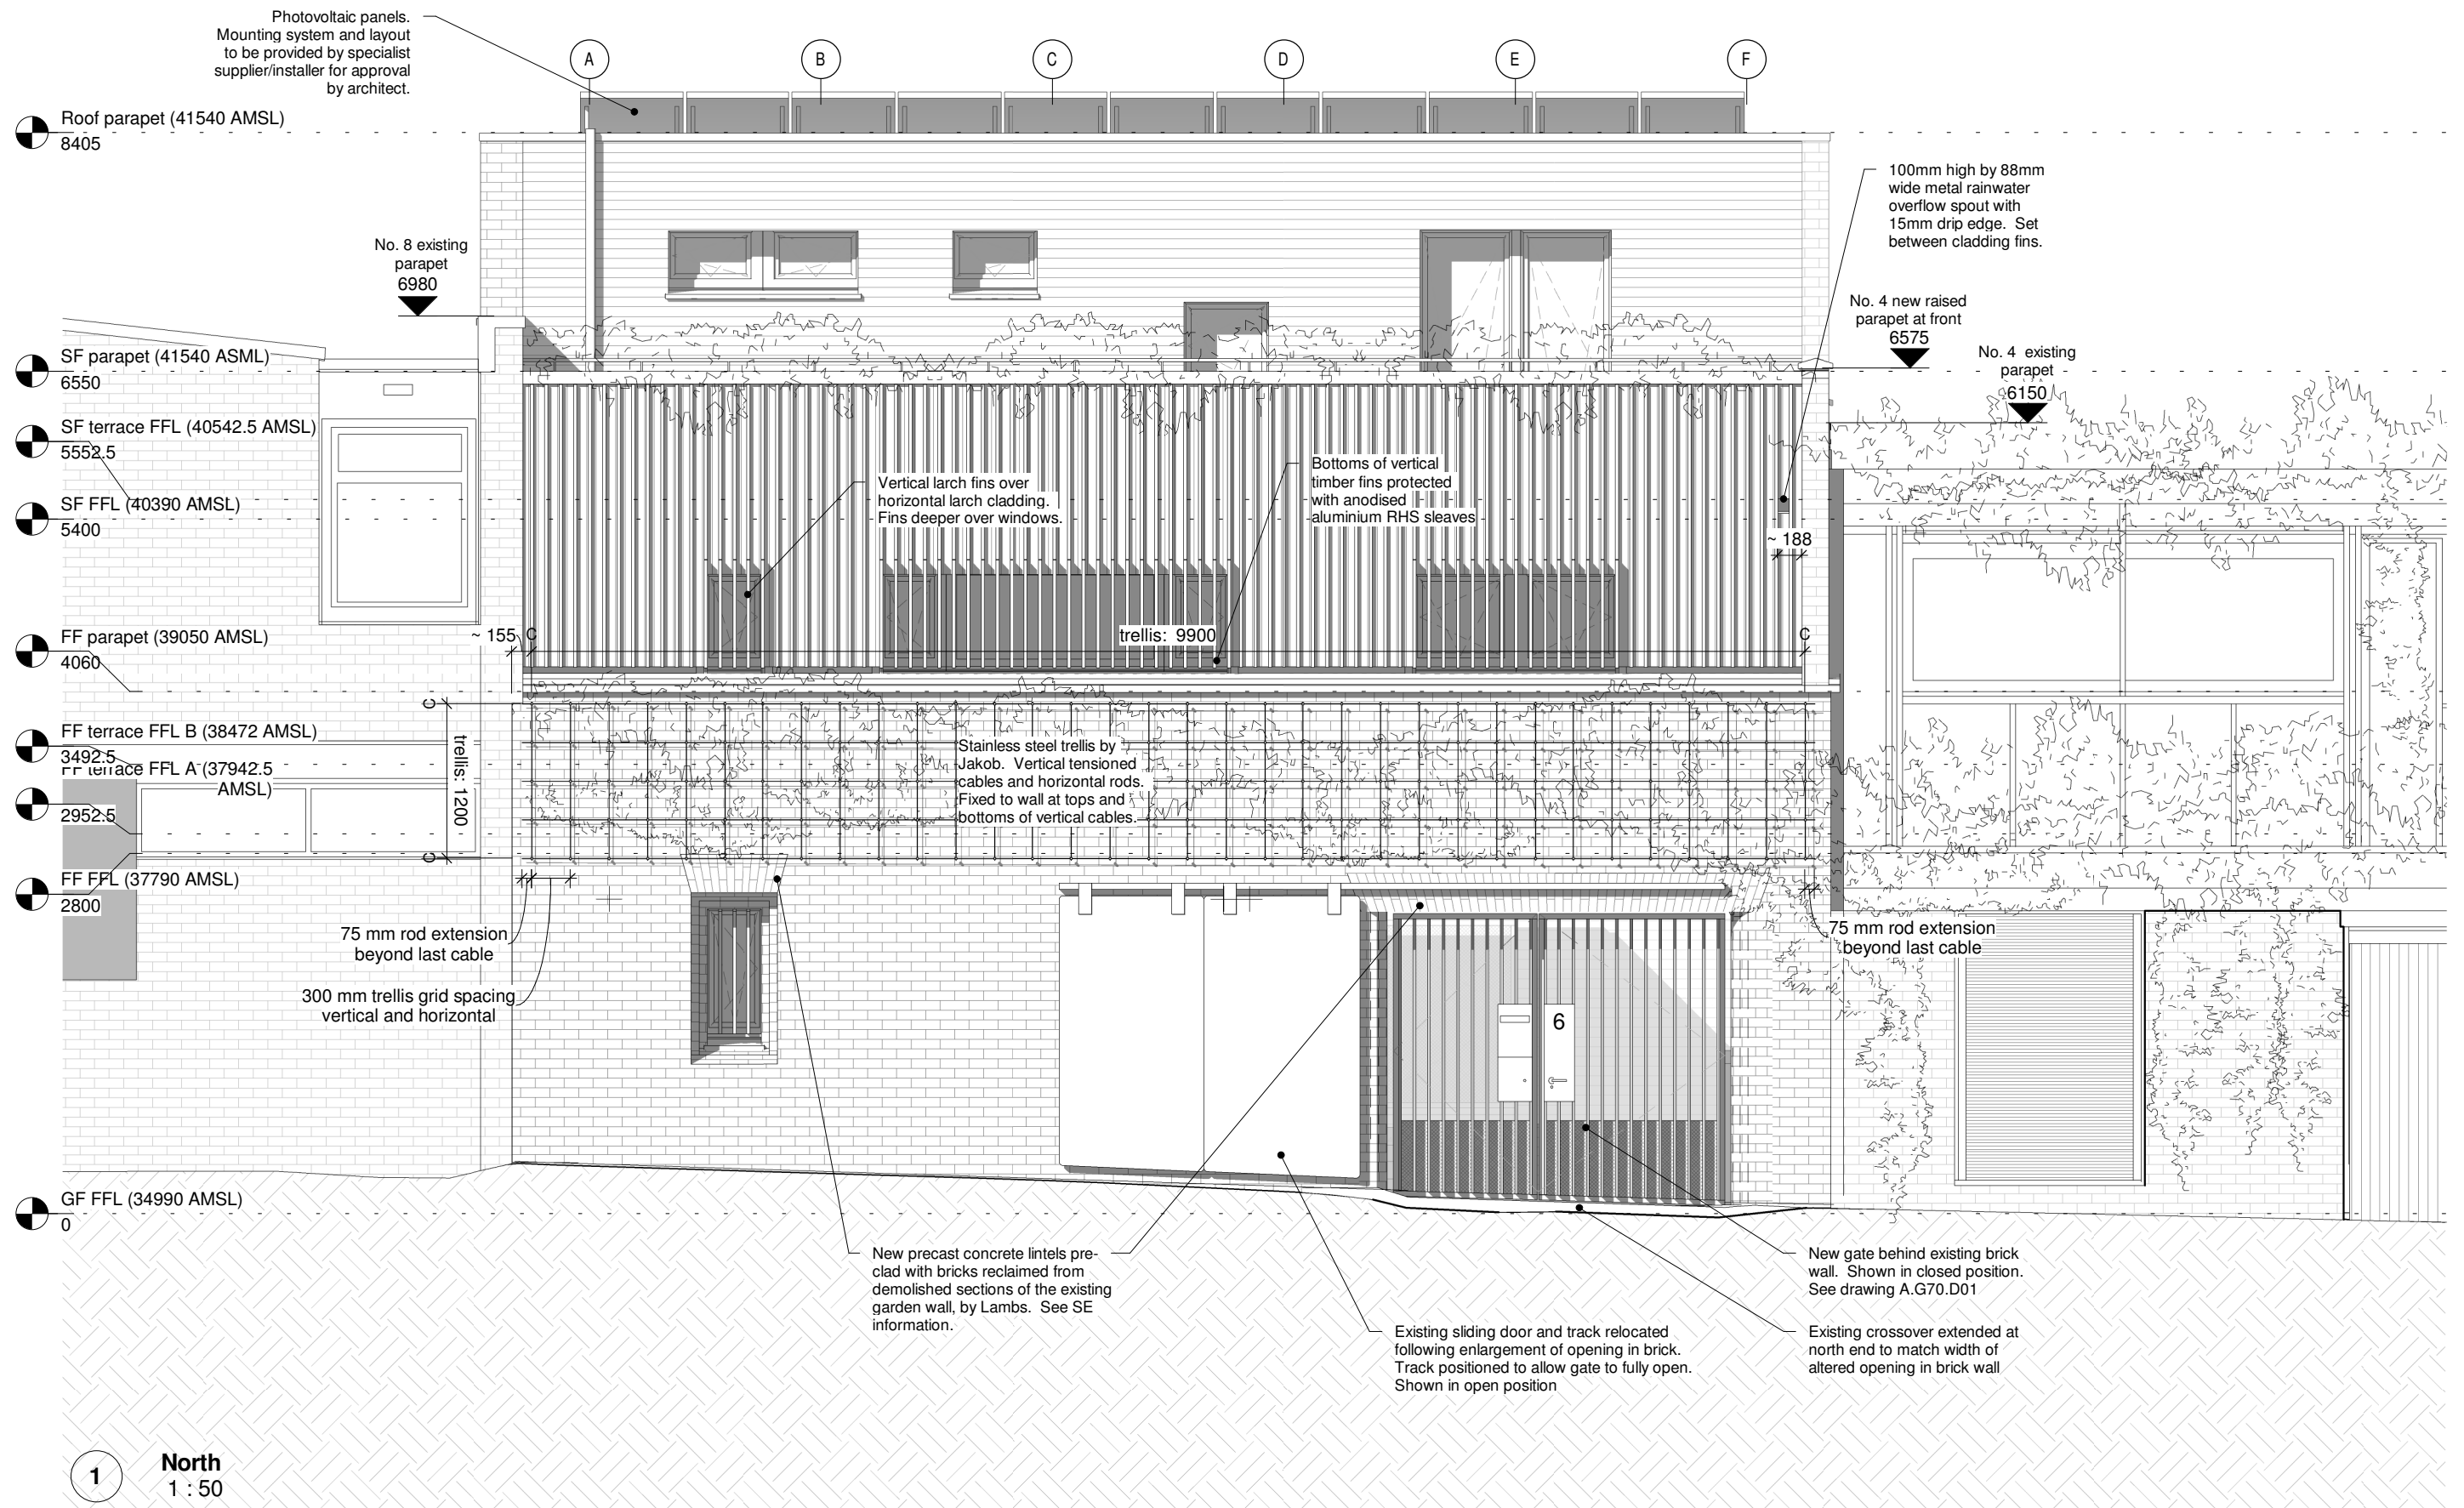 Photovoltaic panels.
Mounting system and layout
to be provided by specialist
supplier/installer for approval
by architect.
A
B
C
D
E
F
Roof parapet (41540 AMSL)
8405
100mm high by 88mm
wide metal rainwater
overflow spout with
15mm drip edge. Set
between cladding fins.
No. 8 existing
parapet
6980
No. 4 new raised
parapet at front
6575
No. 4 existing
parapet
6150
SF parapet (41540 ASML)
6550
SF terrace FFL (40542.5 AMSL)
5552.5
SF FFL (40390 AMSL)
5400
Vertical larch fins over
horizontal larch cladding.
Fins deeper over windows.
Bottoms of vertical
timber fins protected
with anodised
aluminium RHS sleaves
~ 188
FF parapet (39050 AMSL)
4060
~ 155
C
trellis: 9900
C
C
trellis: 1200
C
FF terrace FFL B (38472 AMSL)
3492.5
FF terrace FFL A (37942.5
AMSL)
2952.5
Stainless steel trellis by
Jakob. Vertical tensioned
cables and horizontal rods.
Fixed to wall at tops and
bottoms of vertical cables.
FF FFL (37790 AMSL)
2800
75 mm rod extension
beyond last cable
75 mm rod extension
beyond last cable
300 mm trellis grid spacing
vertical and horizontal
6
GF FFL (34990 AMSL)
0
New precast concrete lintels pre-
clad with bricks reclaimed from
demolished sections of the existing
garden wall, by Lambs. See SE
information.
New gate behind existing brick
wall. Shown in closed position.
See drawing A.G70.D01
Existing sliding door and track relocated
following enlargement of opening in brick.
Track positioned to allow gate to fully open.
Shown in open position
Existing crossover extended at
north end to match width of
altered opening in brick wall
1
North
1 : 50